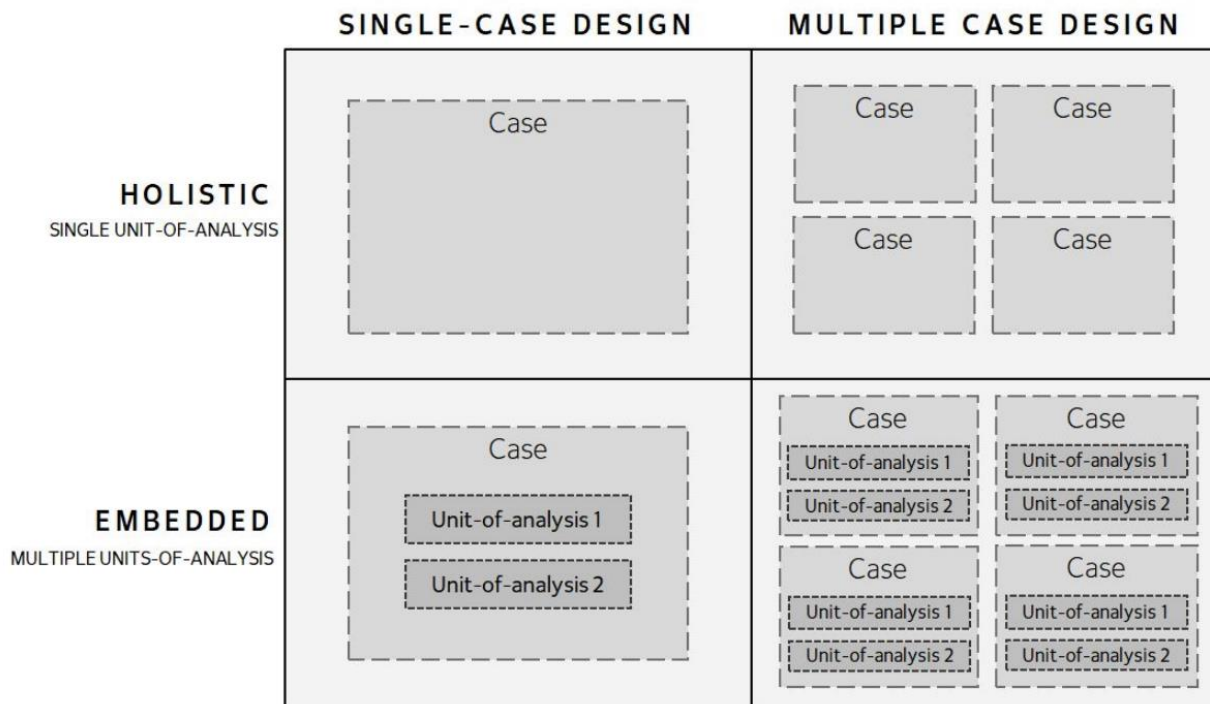 SINGLE-CASE DESIGN
MULTIPLE CASE DESIGN
HOLISTIC
SINGLE UNIT-OF-ANALYSIS
Case
Case
Case
Case
Case
EMBEDDED
MULTIPLE UNITS-OF-ANALYSIS
Case
Unit-of-analysis 1
Unit-of-analysis 2
Case
Unit-of-analysis 1
Unit-of-analysis 2
Case
Unit-of-analysis 1
Unit-of-analysis 2
Case
Unit-of-analysis 1
Unit-of-analysis 2
Case
Unit-of-analysis 1
Unit-of-analysis 2